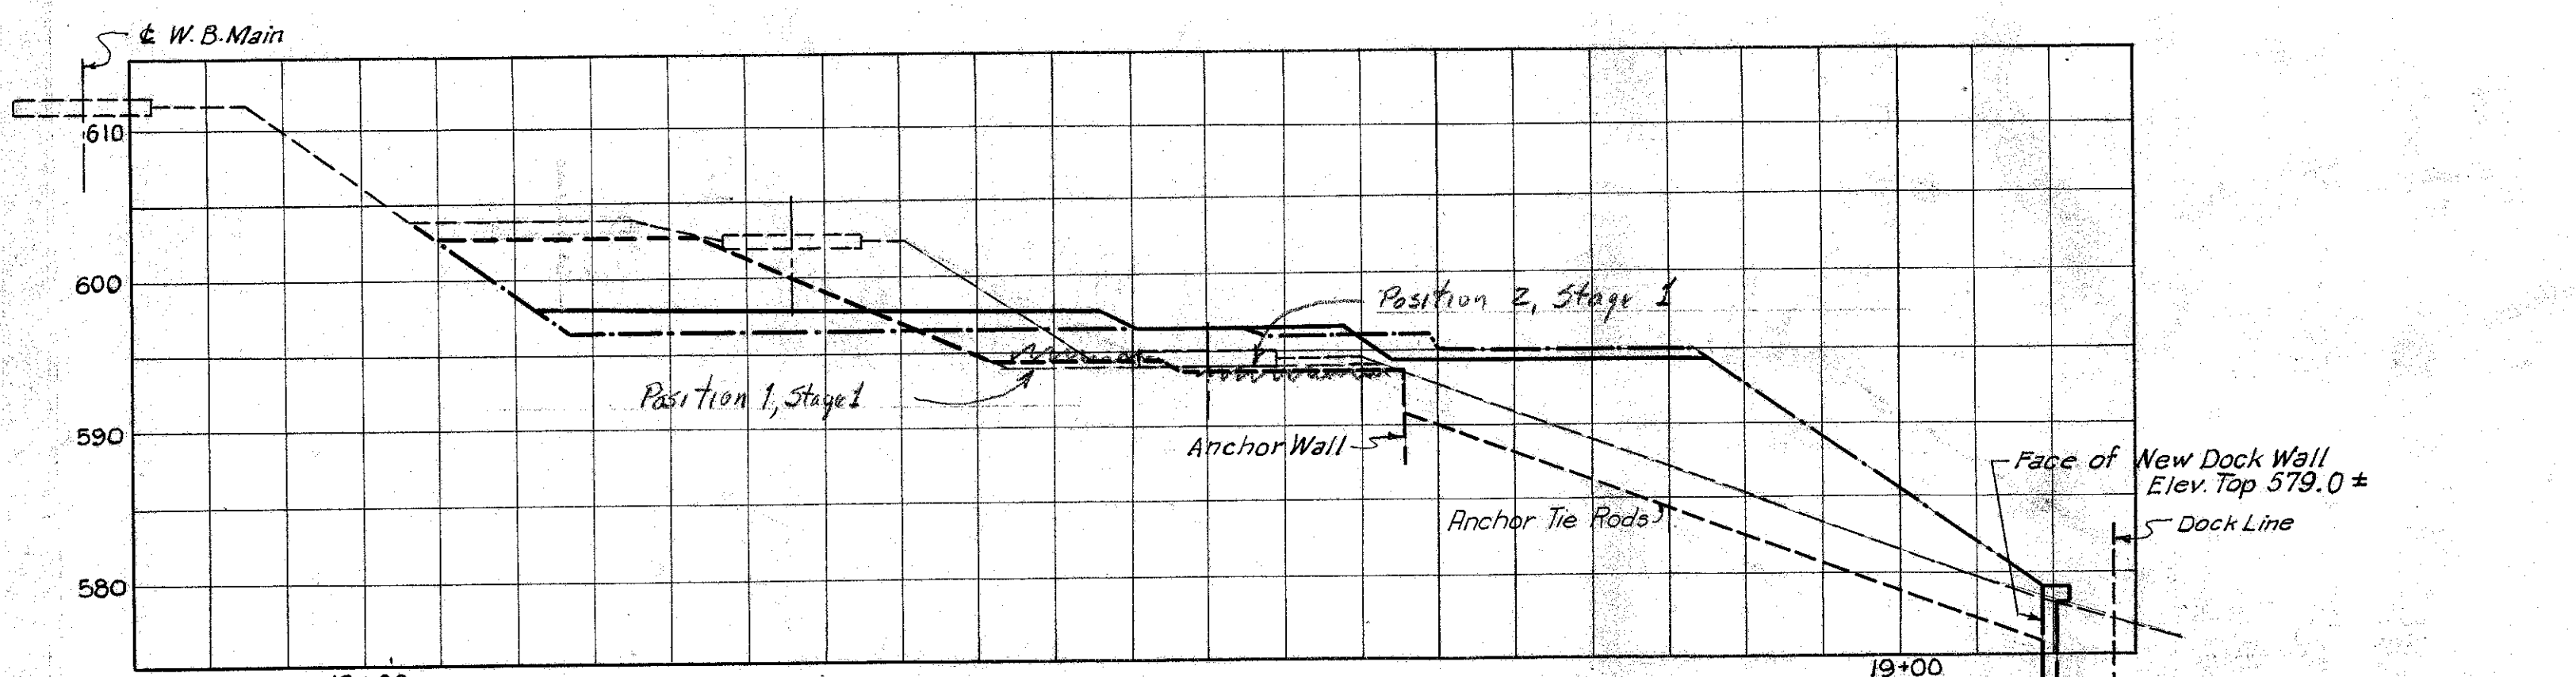 ℄ W.B. Main
610
600
Position 2, Stage 1
Position 1, Stage 1
590
Anchor Wall
Face of New Dock Wall
Elev. Top 579.0 ±
Anchor Tie Rods
Dock Line
580
19+00